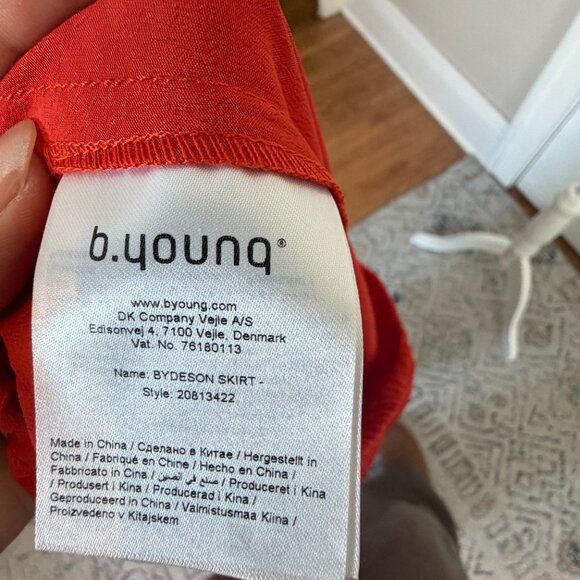 b.young®
www.byoung.com
DK Company Vejle A/S
Edisonvej 4, 7100 Vejle, Denmark
Vat. No. 76180113
Name: BYDESON SKIRT -
Style: 20813422
Made in China / Сделано в Китае / Hergestellt in
China / Fabriqué en Chine / Hecho en China /
Fabbricato in Cina / صنع في الصين / Produceret i Kina
/ Produsert i Kina / Producerad i Kina /
Geproduceerd in China / Valmistusmaa Kiina /
Proizvedeno v Kitajskem